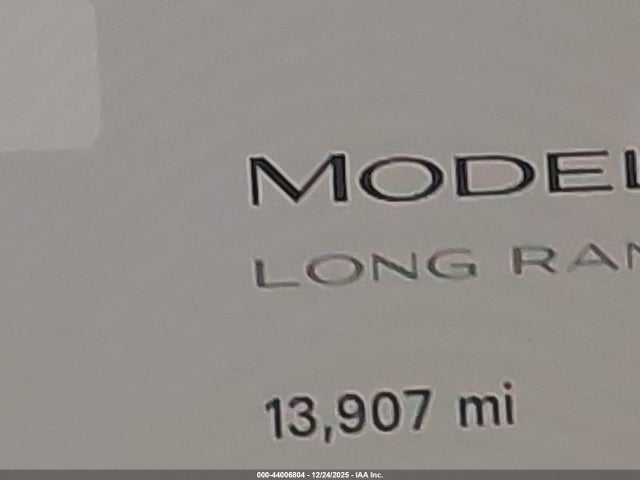 MODEL
LONG RAN
13,907 mi
000-44006804 - 12/24/2025 - IAA Inc.